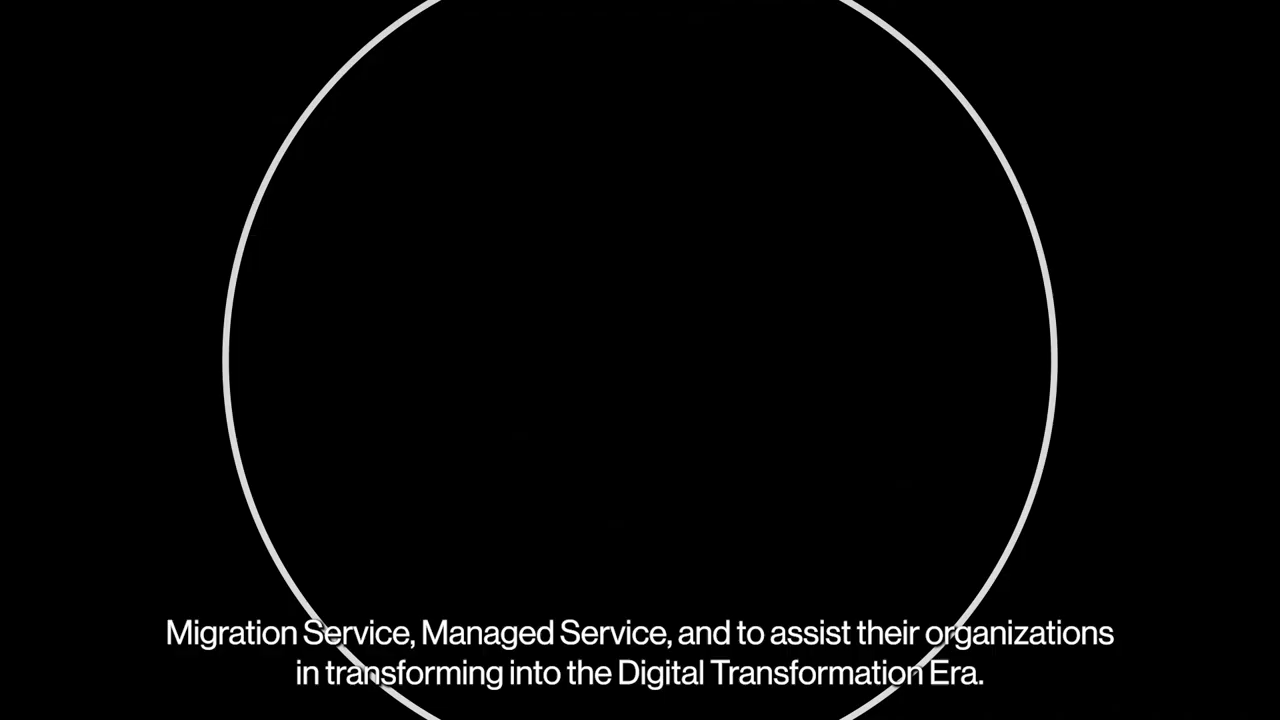 Migration Service, Managed Service, and to assist their organizations
in transforming into the Digital Transformation Era.